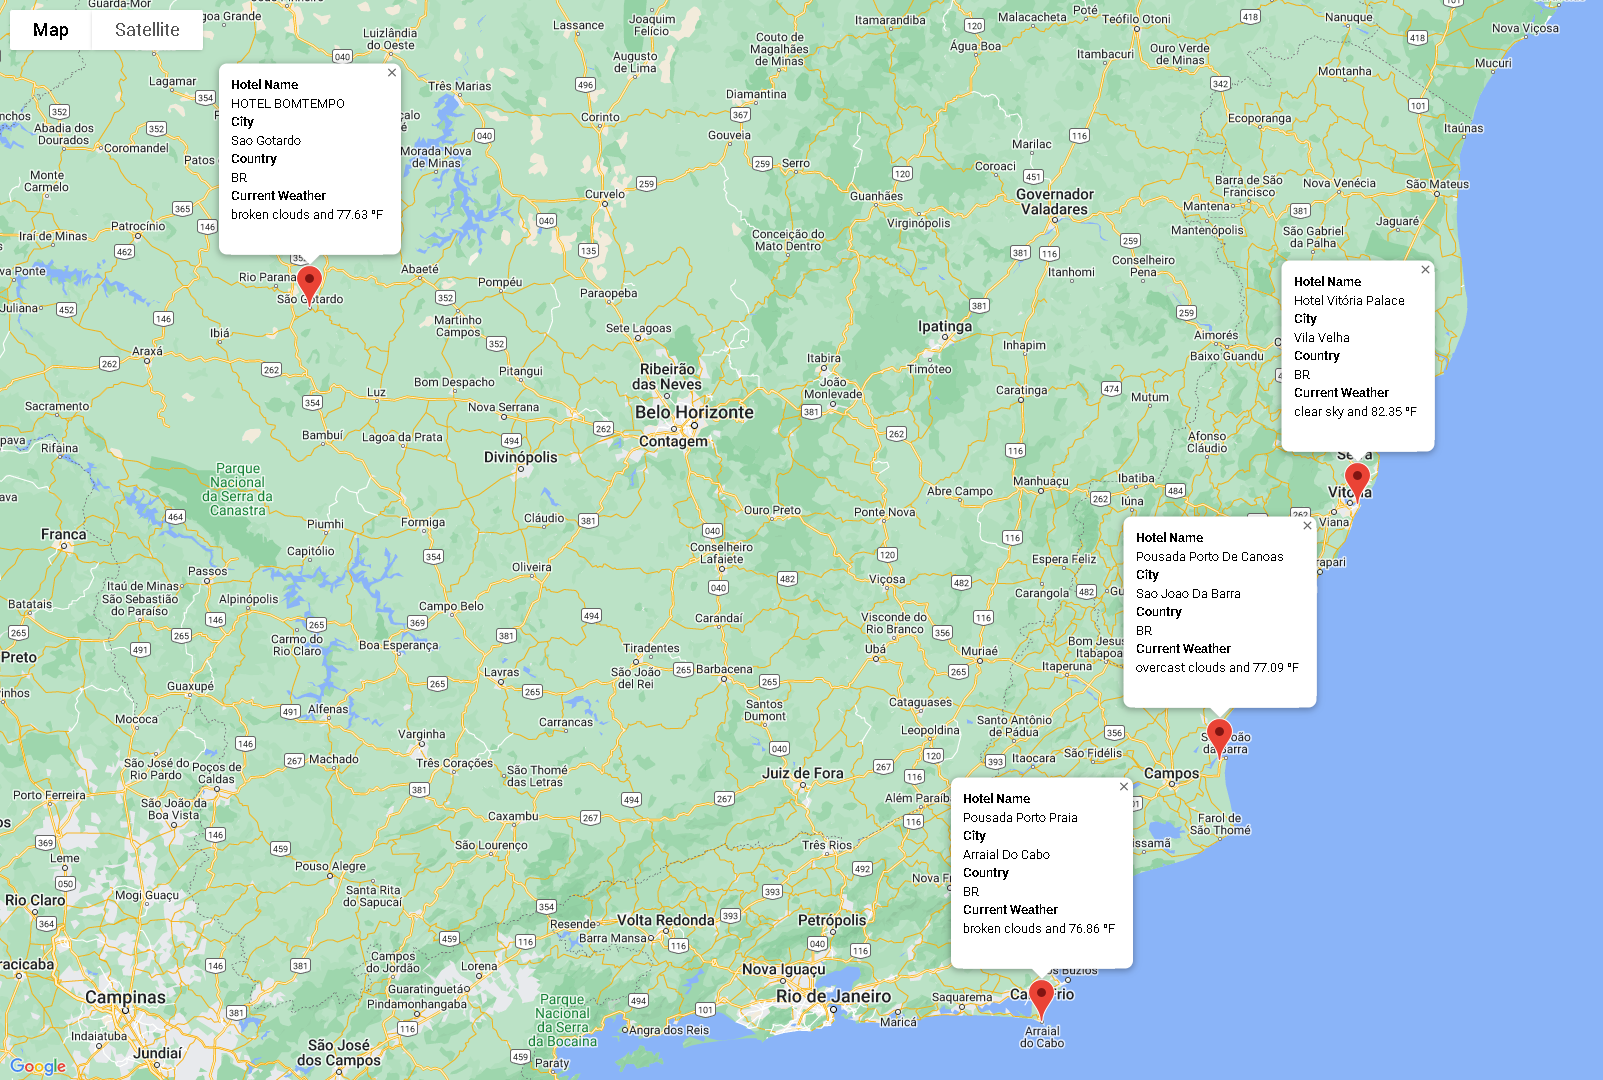 Map
Satellite
Hotel Name
HOTEL BOMTEMPO
City
Sao Gotardo
Country
BR
Current Weather
broken clouds and 77.63 °F
Hotel Name
Hotel Vitória Palace
City
Vila Velha
Country
BR
Current Weather
clear sky and 82.35 °F
Hotel Name
Pousada Porto De Canoas
City
Sao Joao Da Barra
Country
BR
Current Weather
overcast clouds and 77.09 °F
Hotel Name
Pousada Porto Praia
City
Arraial Do Cabo
Country
BR
Current Weather
broken clouds and 76.86 °F
Guarda-Mor
Luizlândia
do Oeste
Lassance
Joaquim
Felício
Itamarandiba
Malacacheta
Poté
Teófilo Otoni
Nanuque
Nova Viçosa
Couto de
Magalhães
de Minas
Água Boa
Itambacuri
Ouro Verde
de Minas
Augusto
de Lima
Montanha
Mucuri
Lagamar
Três Marias
Diamantina
Corinto
Gouveia
Ecoporanga
Itaúnas
Abadia dos
Dourados
Coromandel
Patos
Morada Nova
de Minas
Serro
Marilac
Coroaci
Monte
Carmelo
Curvelo
Guanhães
Governador
Valadares
Barra de São
Francisco
Nova Venécia
São Mateus
Mantena
Jaguaré
Patrocínio
Iraí de Minas
Conceição do
Mato Dentro
Virginópolis
Mantenópolis
São Gabriel
da Palha
Conselheiro
Pena
Itanhomi
Rio Parana
São Gotardo
Abaeté
Pompéu
Paraopeba
Martinho
Campos
Sete Lagoas
Ipatinga
Inhapim
Aimorés
Baixo Guandu
Ibiá
Araxá
Pitangui
Ribeirão
das Neves
Itabira
João
Monlevade
Timóteo
Caratinga
Mutum
Luz
Bom Despacho
Nova Serrana
Belo Horizonte
Contagem
Sacramento
Rifaina
Bambuí
Lagoa da Prata
Divinópolis
Afonso
Cláudio
Parque
Nacional
da Serra da
Canastra
Abre Campo
Manhuaçu
Ibatiba
Iúna
Vitória
Viana
Franca
Piumhi
Formiga
Cláudio
Ouro Preto
Ponte Nova
Capitólio
Conselheiro
Lafaiete
Espera Feliz
Carangola
Passos
Itaú de Minas
São Sebastião
do Paraíso
Oliveira
Viçosa
Batatais
Alpinópolis
Campo Belo
Carandaí
Visconde do
Rio Branco
Carmo do
Rio Claro
Boa Esperança
Tiradentes
Ubá
Muriaé
Bom Jesus
Itaperuna
São João
del Rei
Barbacena
Lavras
Guaxupé
Alfenas
Mococa
Carrancas
Santos
Dumont
Cataguases
Leopoldina
Santo Antônio
de Pádua
São Fidélis
Itaocara
Varginha
Três Corações
São Thomé
das Letras
Machado
São José do
Rio Pardo
Poços de
Caldas
Juiz de Fora
Campos
Além Paraíb
Porto Ferreira
São João da
Boa Vista
Caxambu
São Lourenço
Três Rios
Farol de
São Thomé
Leme
Pouso Alegre
Mogi Guaçu
Santa Rita
do Sapucaí
Rio Claro
Resende
Volta Redonda
Barra Mansa
Petrópolis
Campos
do Jordão
Lorena
Guaratinguetá
Pindamonhangaba
Nova Iguaçu
Rio de Janeiro
Saquarema
Maricá
Arraial
do Cabo
Campinas
Indaiatuba
Jundiaí
São José
dos Campos
Parque
Nacional
da Serra
da Bocaina
Angra dos Reis
Paraty
Google